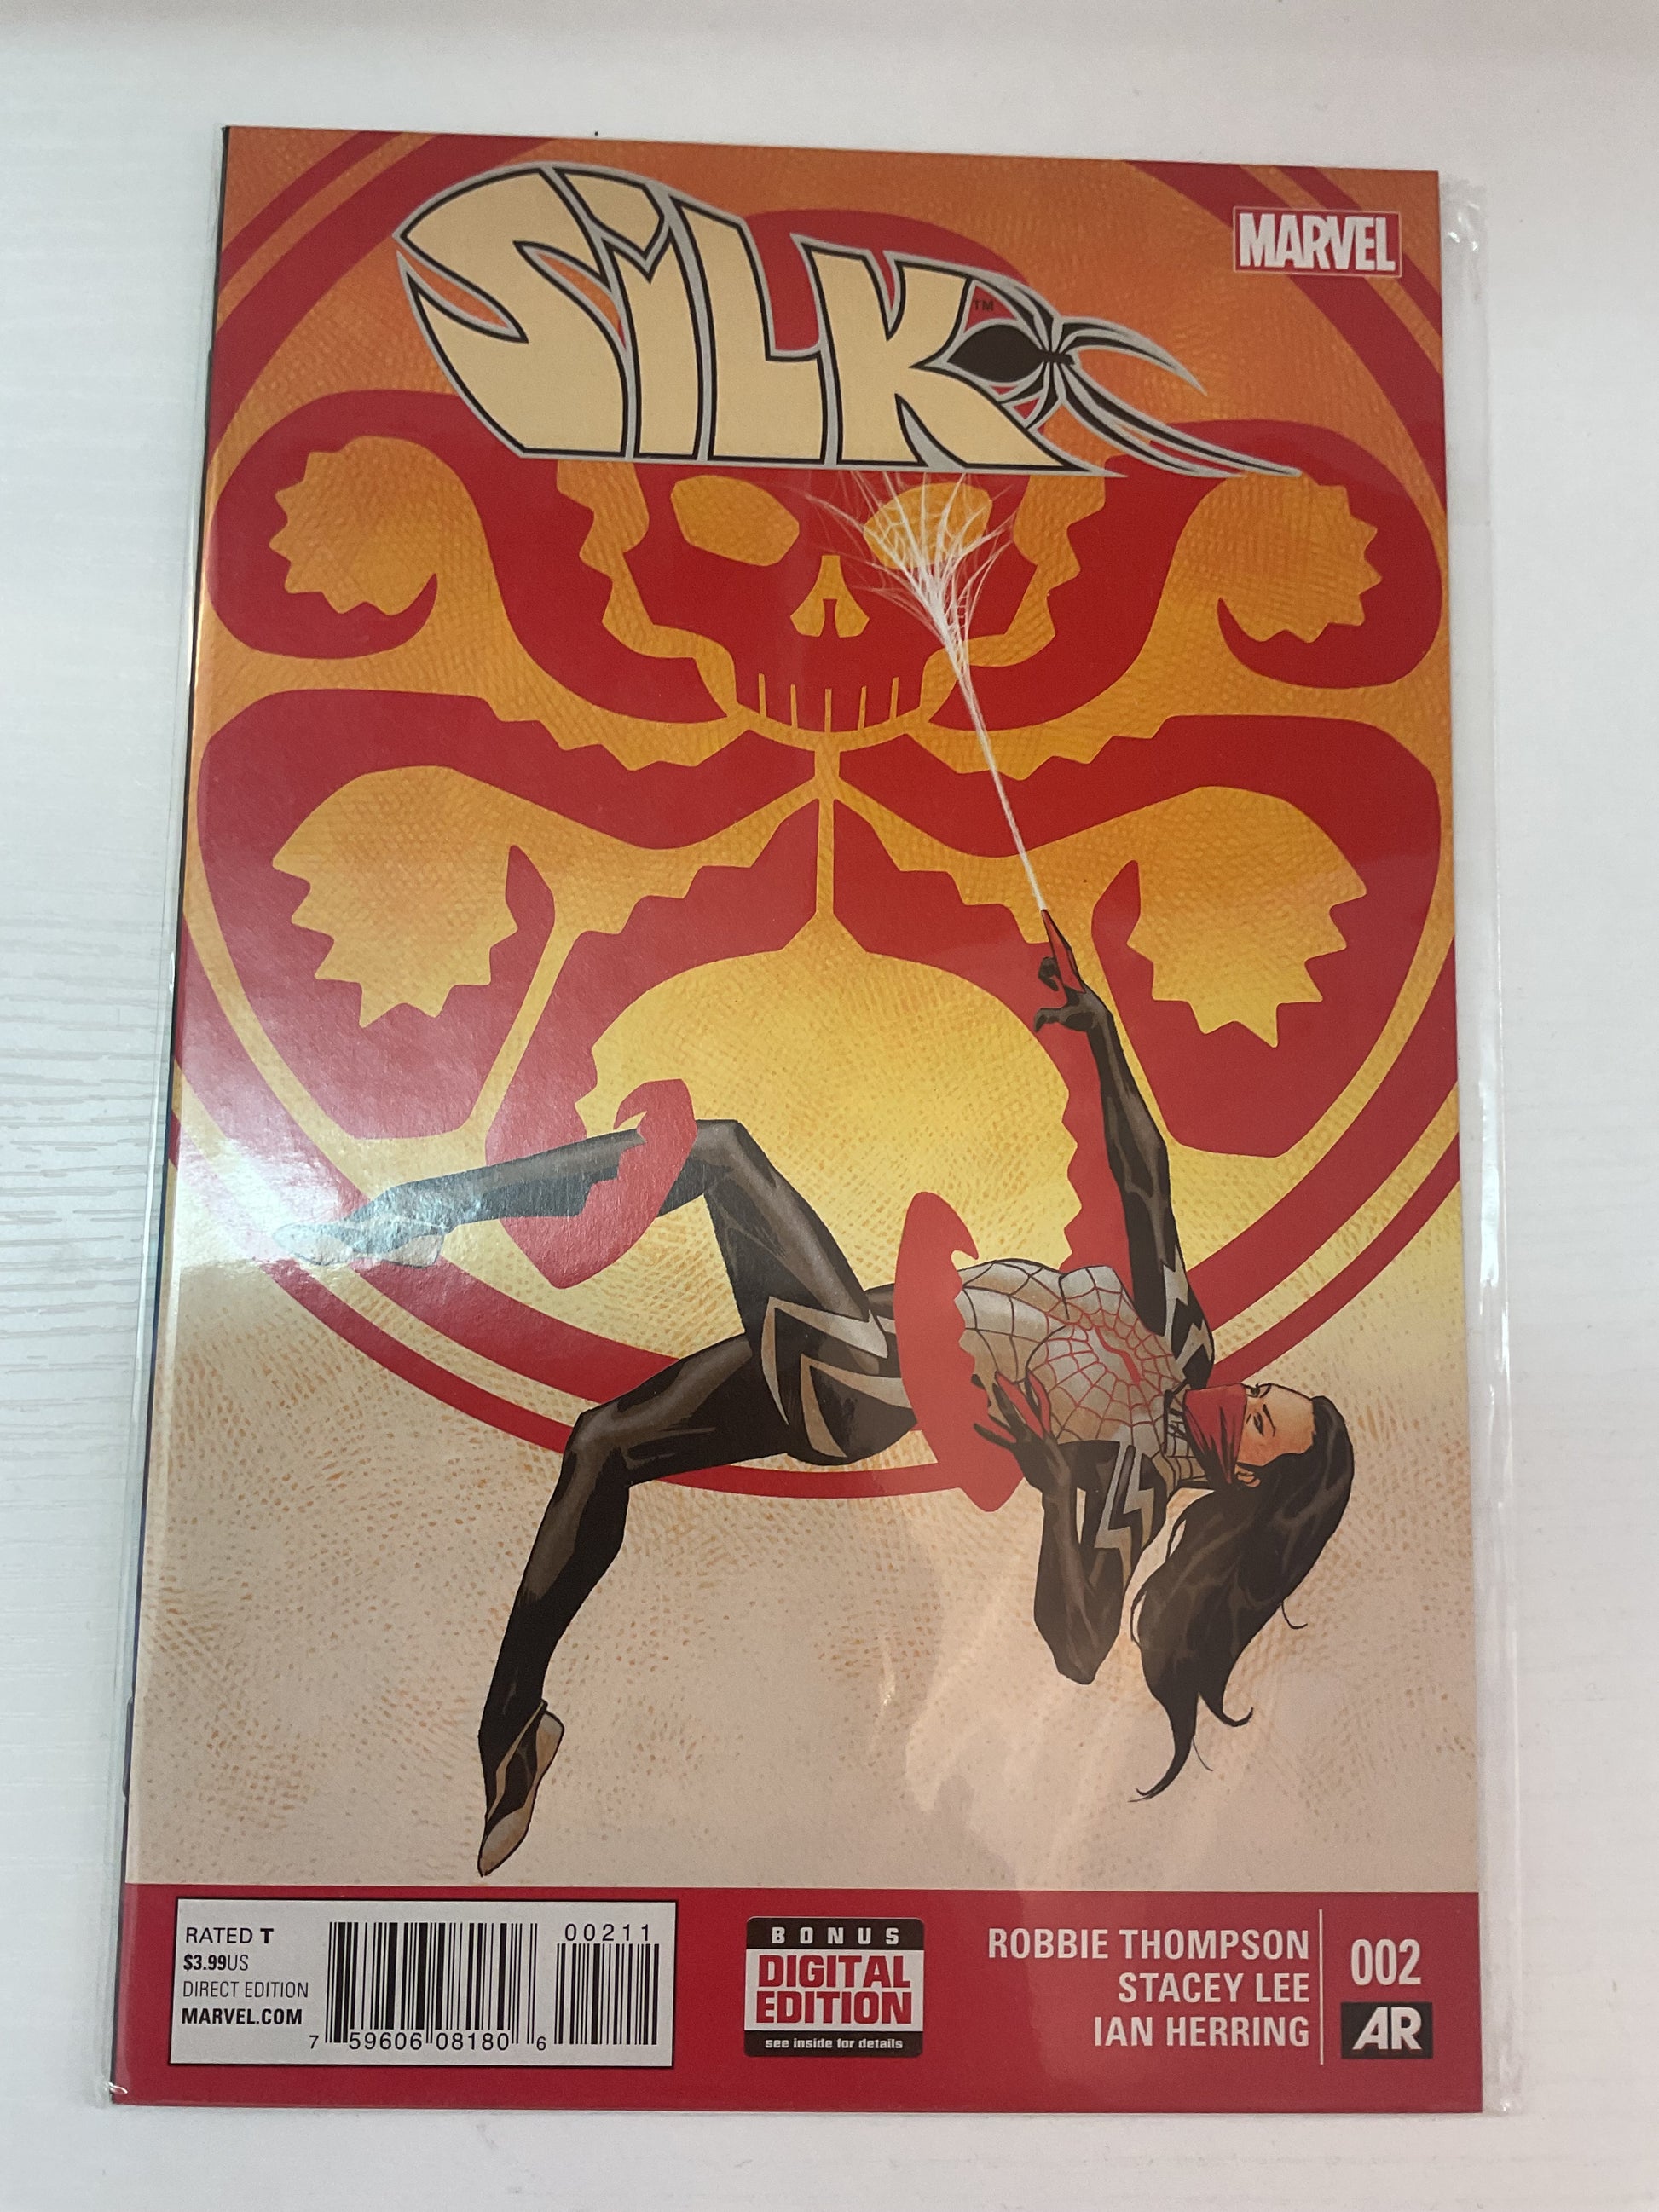 SiLK
TM
MARVEL
RATED T
$3.99US
DIRECT EDITION
MARVEL.COM
00211
7 59606 08180 6
BONUS
DIGITAL
EDITION
see inside for details
ROBBIE THOMPSON
STACEY LEE
IAN HERRING
002
AR